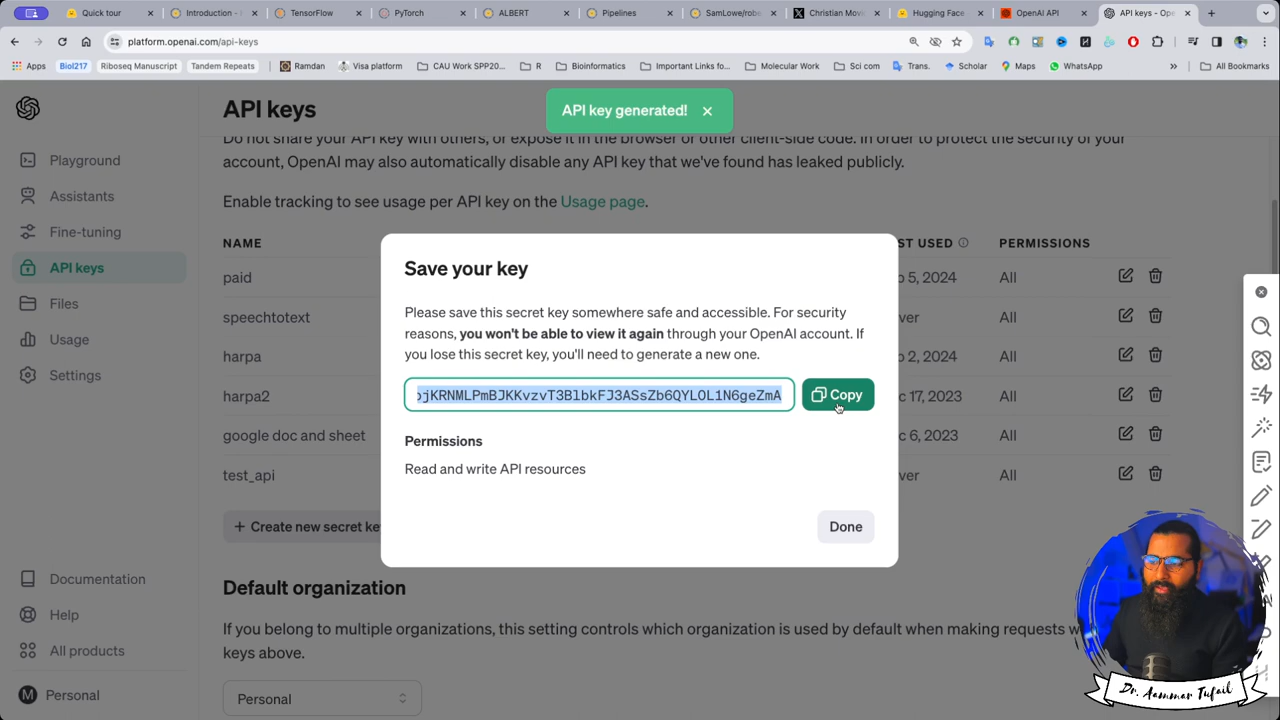 Quick tour
Introduction -
TensorFlow
PyTorch
ALBERT
Pipelines
SamLowe/rob
Christian Movi
Hugging Face
OpenAI API
API keys - Ope
platform.openai.com/api-keys
Apps
Biol217
Riboseq Manuscript
Tandem Repeats
Ramdan
Visa platform
CAU Work SPP20...
R
Bioinformatics
Important Links fo...
Molecular Work
Sci com
Trans.
Scholar
Maps
WhatsApp
»
All Bookmarks
API keys
API key generated!
Do not share your API key with others, or expose it in the browser or other client-side code. In order to protect the security of your
account, OpenAI may also automatically disable any API key that we've found has leaked publicly.
Enable tracking to see usage per API key on the Usage page.
Playground
Assistants
Fine-tuning
API keys
Files
Usage
Settings
Documentation
Help
All products
M Personal
NAME
ST USED
PERMISSIONS
paid
o 5, 2024
All
speechtotext
ver
All
harpa
o 2, 2024
All
harpa2
c 17, 2023
All
google doc and sheet
c 6, 2023
All
test_api
ver
All
+ Create new secret ke
Save your key
Please save this secret key somewhere safe and accessible. For security
reasons, you won't be able to view it again through your OpenAI account. If
you lose this secret key, you'll need to generate a new one.
jKRNMLPmBJKKvzvT3BlbkFJ3ASsZb6QYLOL1N6geZmA
Copy
Permissions
Read and write API resources
Done
Default organization
If you belong to multiple organizations, this setting controls which organization is used by default when making requests w
keys above.
Personal
Dr. Aammar Tufail